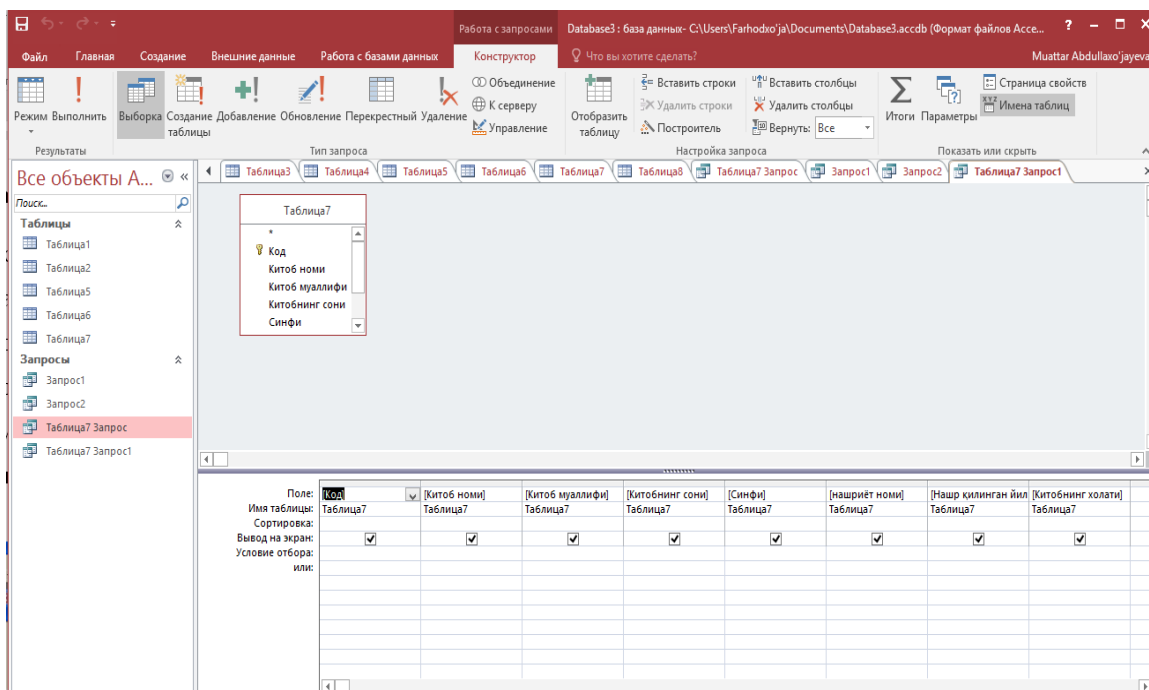 Работа с запросами
Database3 : база данных- C:\Users\Farhodxo'ja\Documents\Database3.accdb (Формат файлов Acce...
Файл Главная Создание Внешние данные Работа с базами данных Конструктор Что вы хотите сделать? Muattar Abdullaxo'jayeva
Режим Выполнить Выборка Создание таблицы Добавление Обновление Перекрестный Удаление
Объединение
К серверу
Управление
Отобразить таблицу
Вставить строки
Удалить строки
Построитель
Вставить столбцы
Удалить столбцы
Вернуть: Все
Итоги Параметры
Страница свойств
Имена таблиц
Результаты Тип запроса Настройка запроса Показать или скрыть
Все объекты A... «
Таблица3 Таблица4 Таблица5 Таблица6 Таблица7 Таблица8 Таблица7 Запрос Запрос1 Запрос2 Таблица7 Запрос1
Поиск...
Таблицы
Таблица1
Таблица2
Таблица5
Таблица6
Таблица7
Запросы
Запрос1
Запрос2
Таблица7 Запрос
Таблица7 Запрос1
Таблица7
*
Код
Китоб номи
Китоб муаллифи
Китобнинг сони
Синфи
Поле: [Код] [Китоб номи] [Китоб муаллифи] [Китобнинг сони] [Синфи] [нашриёт номи] [Нашр қилинган йил [Китобнинг холати]
Имя таблицы: Таблица7 Таблица7 Таблица7 Таблица7 Таблица7 Таблица7 Таблица7 Таблица7
Сортировка:
Вывод на экран:
Условие отбора:
или: